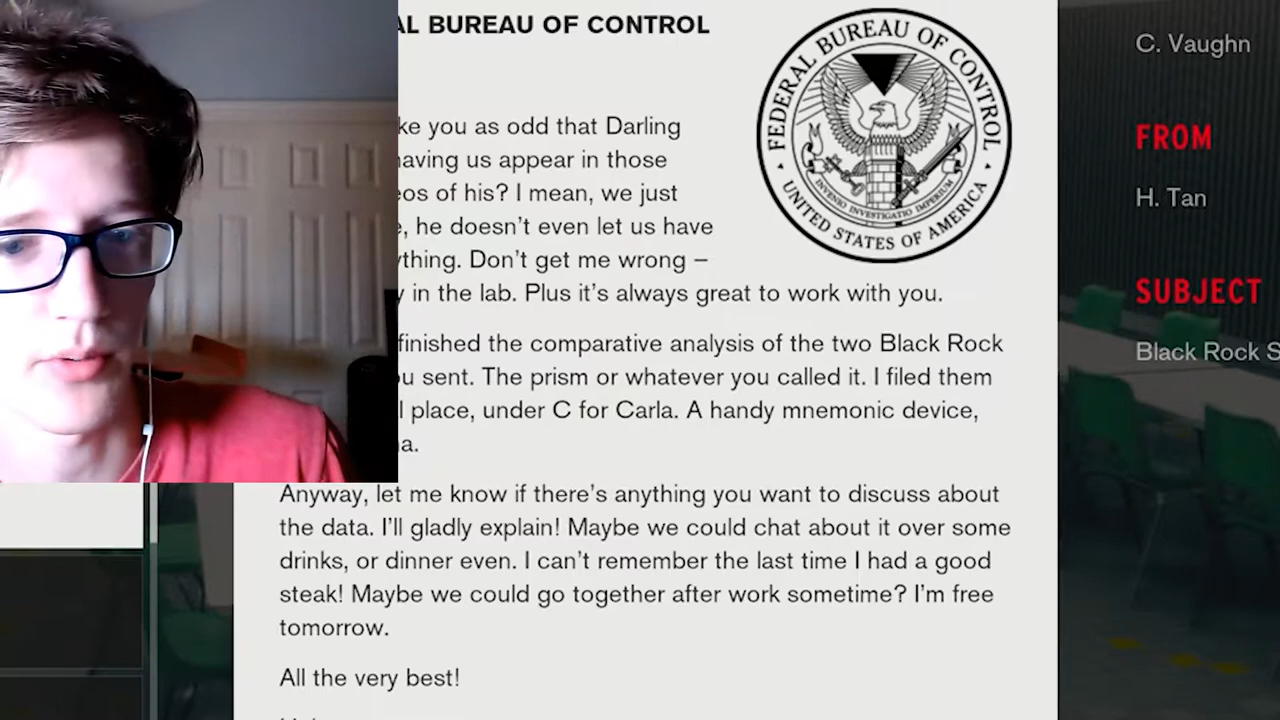 AL BUREAU OF CONTROL
FEDERAL BUREAU OF CONTROL
INVENIO INVESTIGATIO IMPERIUM
UNITED STATES OF AMERICA
C. Vaughn
FROM
H. Tan
SUBJECT
Black Rock S
ke you as odd that Darling
having us appear in those
eos of his? I mean, we just
e, he doesn't even let us have
ything. Don't get me wrong –
y in the lab. Plus it's always great to work with you.
finished the comparative analysis of the two Black Rock
ou sent. The prism or whatever you called it. I filed them
l place, under C for Carla. A handy mnemonic device,
na.
Anyway, let me know if there's anything you want to discuss about
the data. I'll gladly explain! Maybe we could chat about it over some
drinks, or dinner even. I can't remember the last time I had a good
steak! Maybe we could go together after work sometime? I'm free
tomorrow.
All the very best!